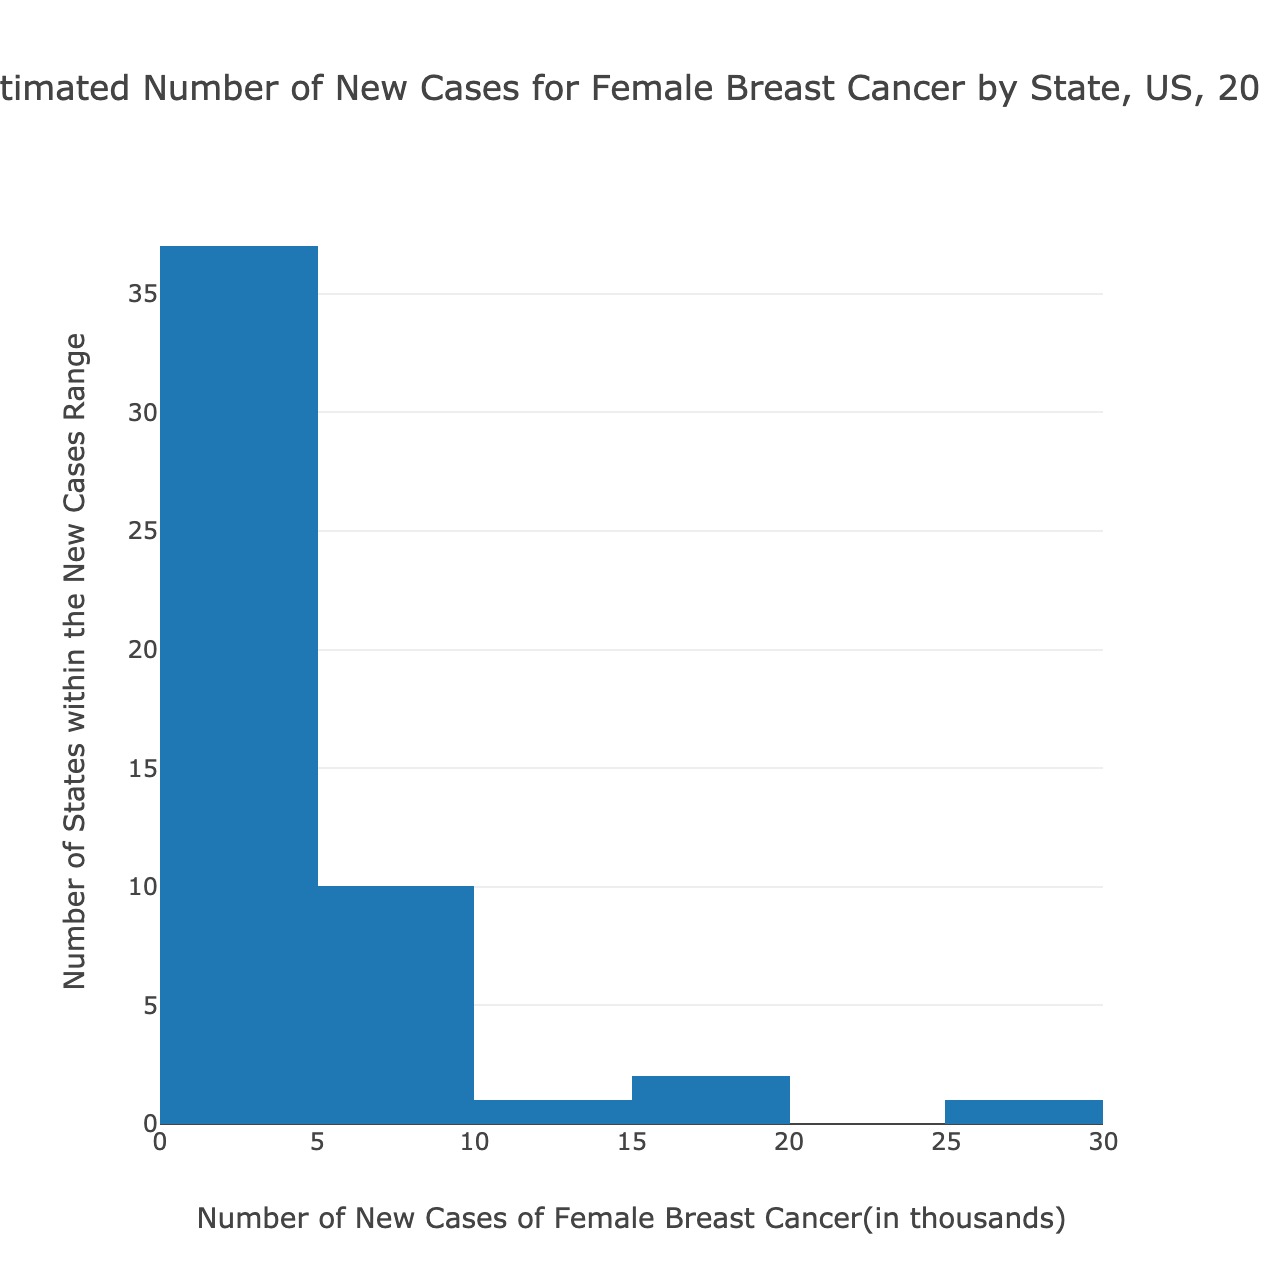 timated Number of New Cases for Female Breast Cancer by State, US, 20
Number of States within the New Cases Range
35
30
25
20
15
10
5
0
0 5 10 15 20 25 30
Number of New Cases of Female Breast Cancer(in thousands)